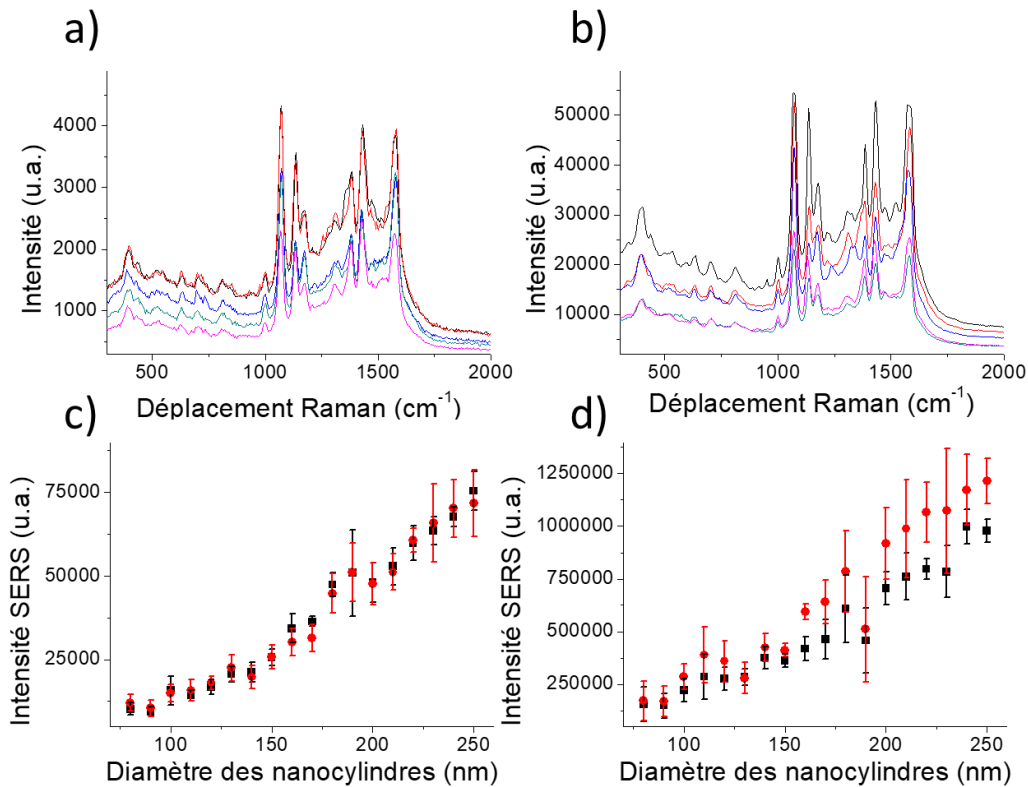 a)
4000
3000
2000
1000
Intensité (u.a.)
500
1000
1500
2000
Déplacement Raman (cm⁻¹)
b)
50000
40000
30000
20000
10000
Intensité (u.a.)
500
1000
1500
2000
Déplacement Raman (cm⁻¹)
c)
75000
50000
25000
Intensité SERS (u.a.)
100
150
200
250
Diamètre des nanocylindres (nm)
d)
1250000
1000000
750000
500000
250000
Intensité SERS (u.a.)
100
150
200
250
Diamètre des nanocylindres (nm)